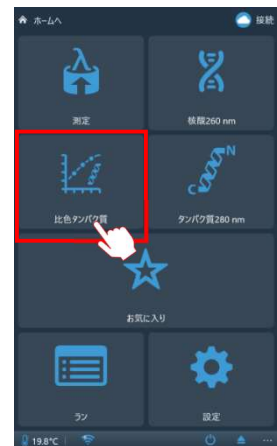 ホームへ 接続
測定 核酸260 nm
比色タンパク質 タンパク質280 nm
お気に入り
ラン 設定
19.8°C